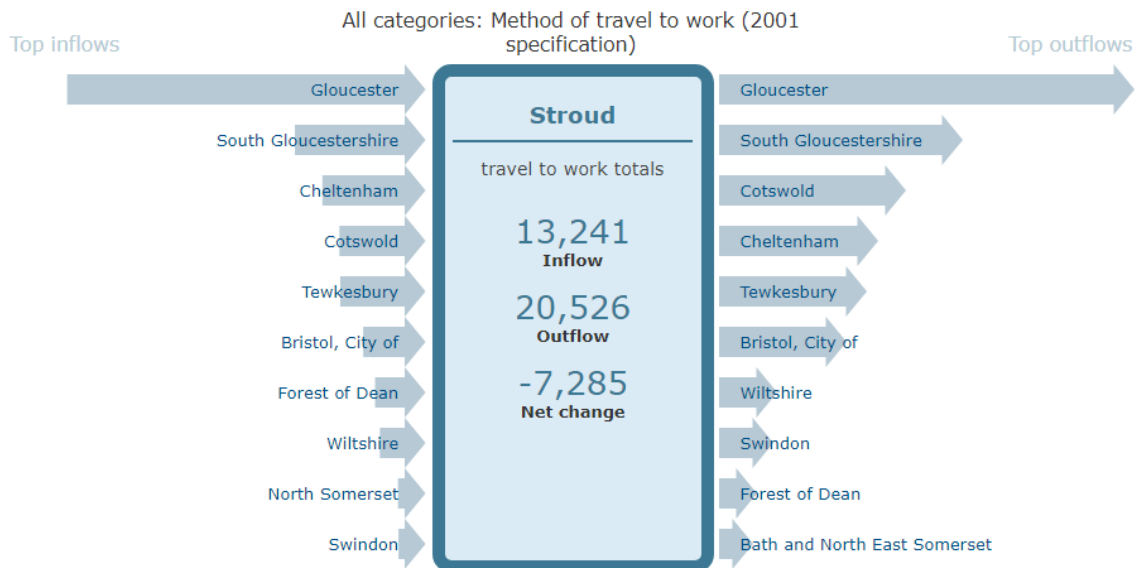 All categories: Method of travel to work (2001
specification)
Top inflows
Top outflows
Gloucester
South Gloucestershire
Cheltenham
Cotswold
Tewkesbury
Bristol, City of
Forest of Dean
Wiltshire
North Somerset
Swindon
Stroud
travel to work totals
13,241
Inflow
20,526
Outflow
-7,285
Net change
Gloucester
South Gloucestershire
Cotswold
Cheltenham
Tewkesbury
Bristol, City of
Wiltshire
Swindon
Forest of Dean
Bath and North East Somerset